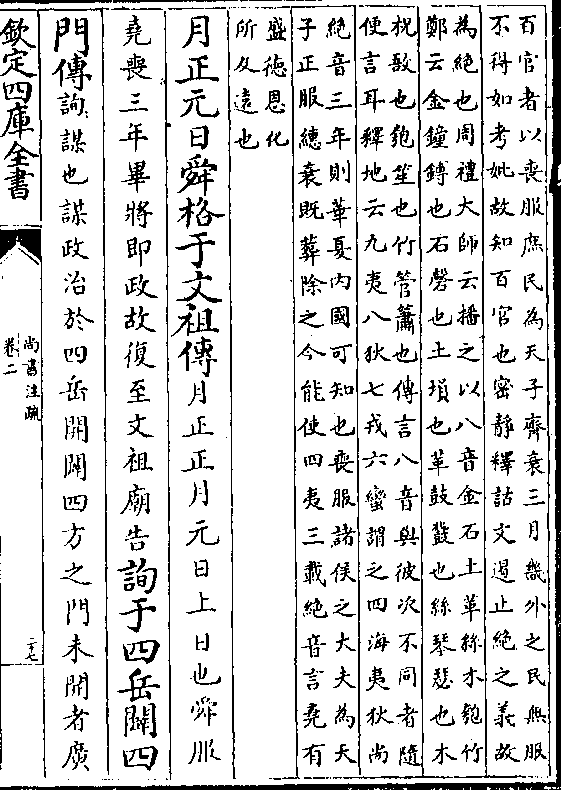 百官者以喪服庶民為天子齊衰三月畿外之民無服
不得如考妣故知百官也密靜釋詁文遏止絶之義故
為絶也周禮大師云播之以八音金石土革絲木匏竹
鄭云金鐘鎛也石磬也土塤也革鼓鼗也絲琴瑟也木
柷敔也匏笙也竹管簫也傳言八音與彼次不同者隨
便言耳釋地云九夷八狄七戎六蠻謂之四海夷狄尚
絶音三年則華夏内國可知也喪服諸侯之大夫為天
子正服繐衰既葬除之今能使四夷三載絶音言堯有
盛徳恩化
所及逺也
月正元日舜格于文祖傳月正正月元日上日也舜服
堯喪三年畢將即政故復至文祖廟告詢于四岳闢四
門傳詢謀也謀政治於四岳開闢四方之門未開者廣
欽定四庫全書
尚書注疏
卷二
二十七